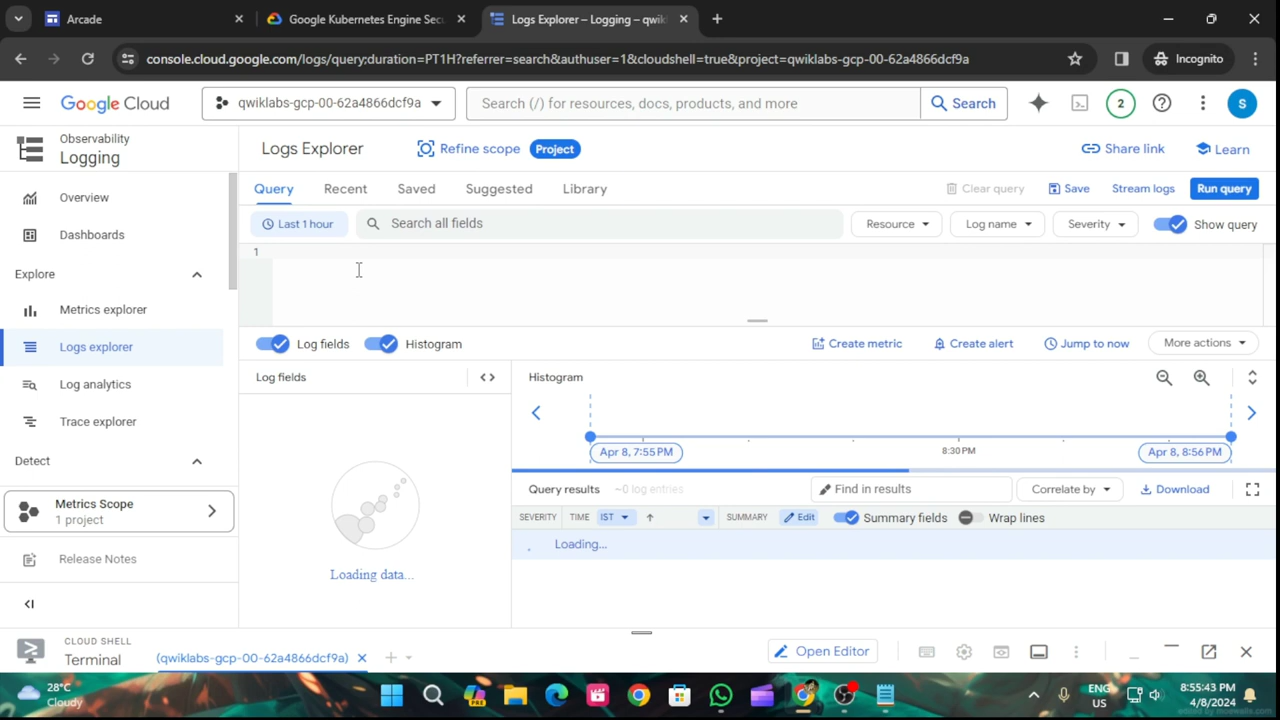 Arcade
Google Kubernetes Engine Secu
Logs Explorer – Logging – qwik
console.cloud.google.com/logs/query;duration=PT1H?referrer=search&authuser=1&cloudshell=true&project=qwiklabs-gcp-00-62a4866dcf9a
Incognito
Google Cloud
qwiklabs-gcp-00-62a4866dcf9a
Search (/) for resources, docs, products, and more
Search
2
S
Observability
Logging
Logs Explorer
Refine scope
Project
Share link
Learn
Query
Recent
Saved
Suggested
Library
Clear query
Save
Stream logs
Run query
Last 1 hour
Search all fields
Resource
Log name
Severity
Show query
1
Overview
Dashboards
Explore
Metrics explorer
Logs explorer
Log analytics
Trace explorer
Detect
Metrics Scope
1 project
Release Notes
Log fields
Histogram
Create metric
Create alert
Jump to now
More actions
Log fields
Loading data...
Histogram
Apr 8, 7:55 PM
8:30 PM
Apr 8, 8:56 PM
Query results
~0 log entries
Find in results
Correlate by
Download
SEVERITY
TIME
IST
SUMMARY
Edit
Summary fields
Wrap lines
Loading...
CLOUD SHELL
Terminal
(qwiklabs-gcp-00-62a4866dcf9a)
Open Editor
28°C
Cloudy
PRE
ENG
US
8:55:43 PM
4/8/2024